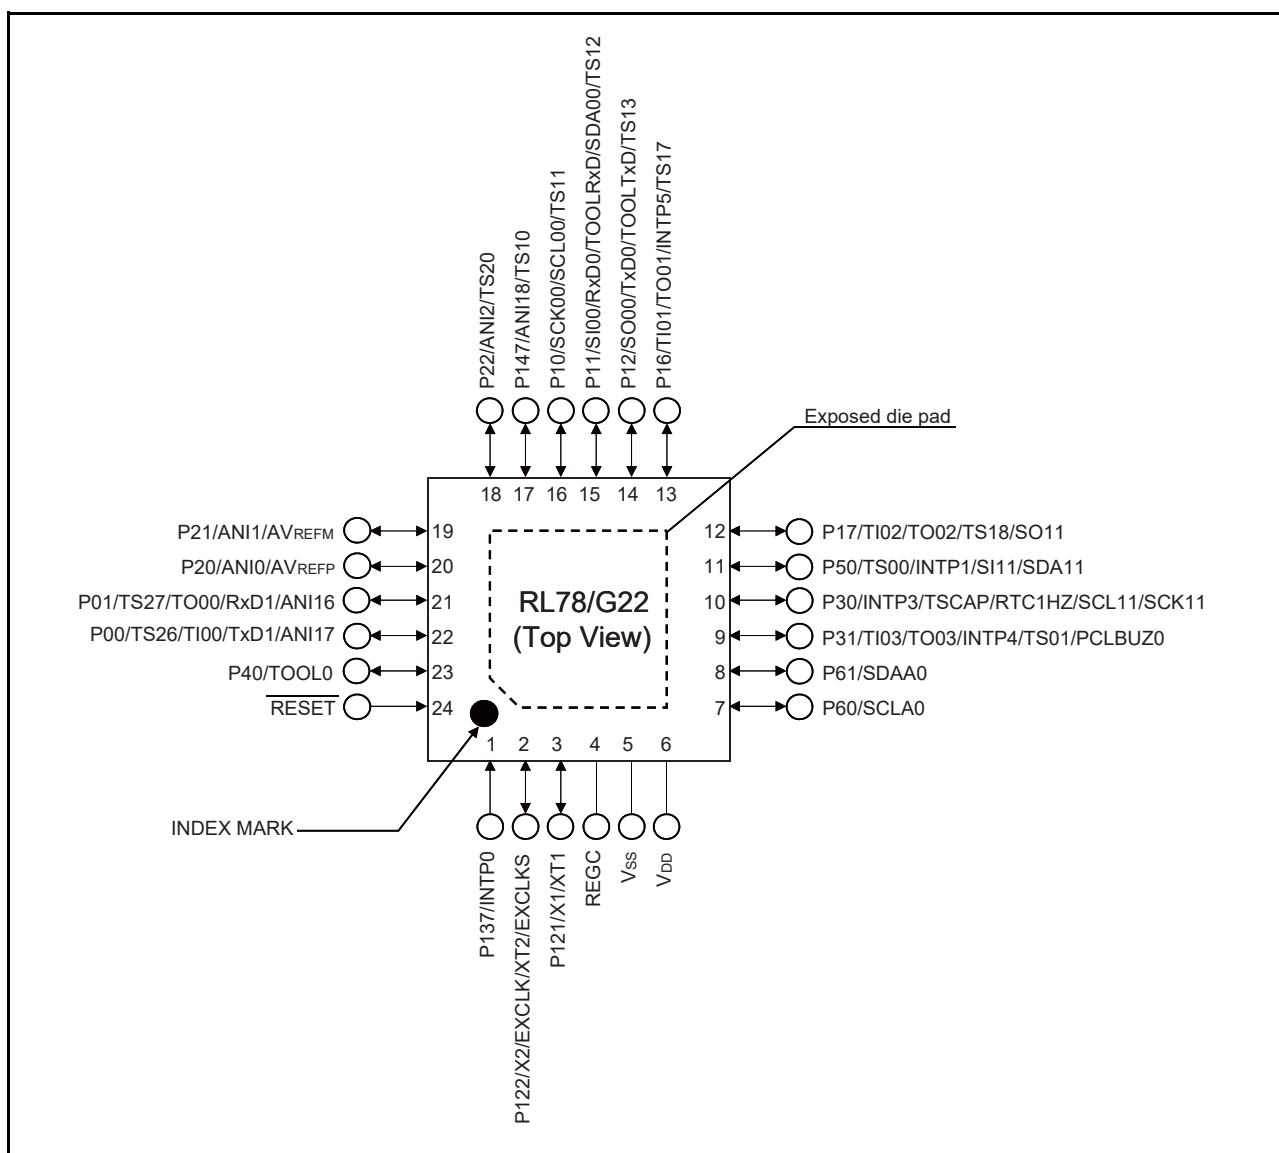 P22/ANI2/TS20
P147/ANI18/TS10
P10/SCK00/SCL00/TS11
P11/SI00/RxD0/TOOLRxD/SDA00/TS12
P12/SO00/TxD0/TOOLTxD/TS13
P16/TI01/TO01/INTP5/TS17
Exposed die pad
18 17 16 15 14 13
P21/ANI1/AVREFM 19
P20/ANI0/AVREFP 20
P01/TS27/TO00/RxD1/ANI16 21
P00/TS26/TI00/TxD1/ANI17 22
P40/TOOL0 23
RESET 24
RL78/G22
(Top View)
12 P17/TI02/TO02/TS18/SO11
11 P50/TS00/INTP1/SI11/SDA11
10 P30/INTP3/TSCAP/RTC1HZ/SCL11/SCK11
9 P31/TI03/TO03/INTP4/TS01/PCLBUZ0
8 P61/SDAA0
7 P60/SCLA0
1 2 3 4 5 6
INDEX MARK
P137/INTP0
P122/X2/EXCLK/XT2/EXCLKS
P121/X1/XT1
REGC
VSS
VDD